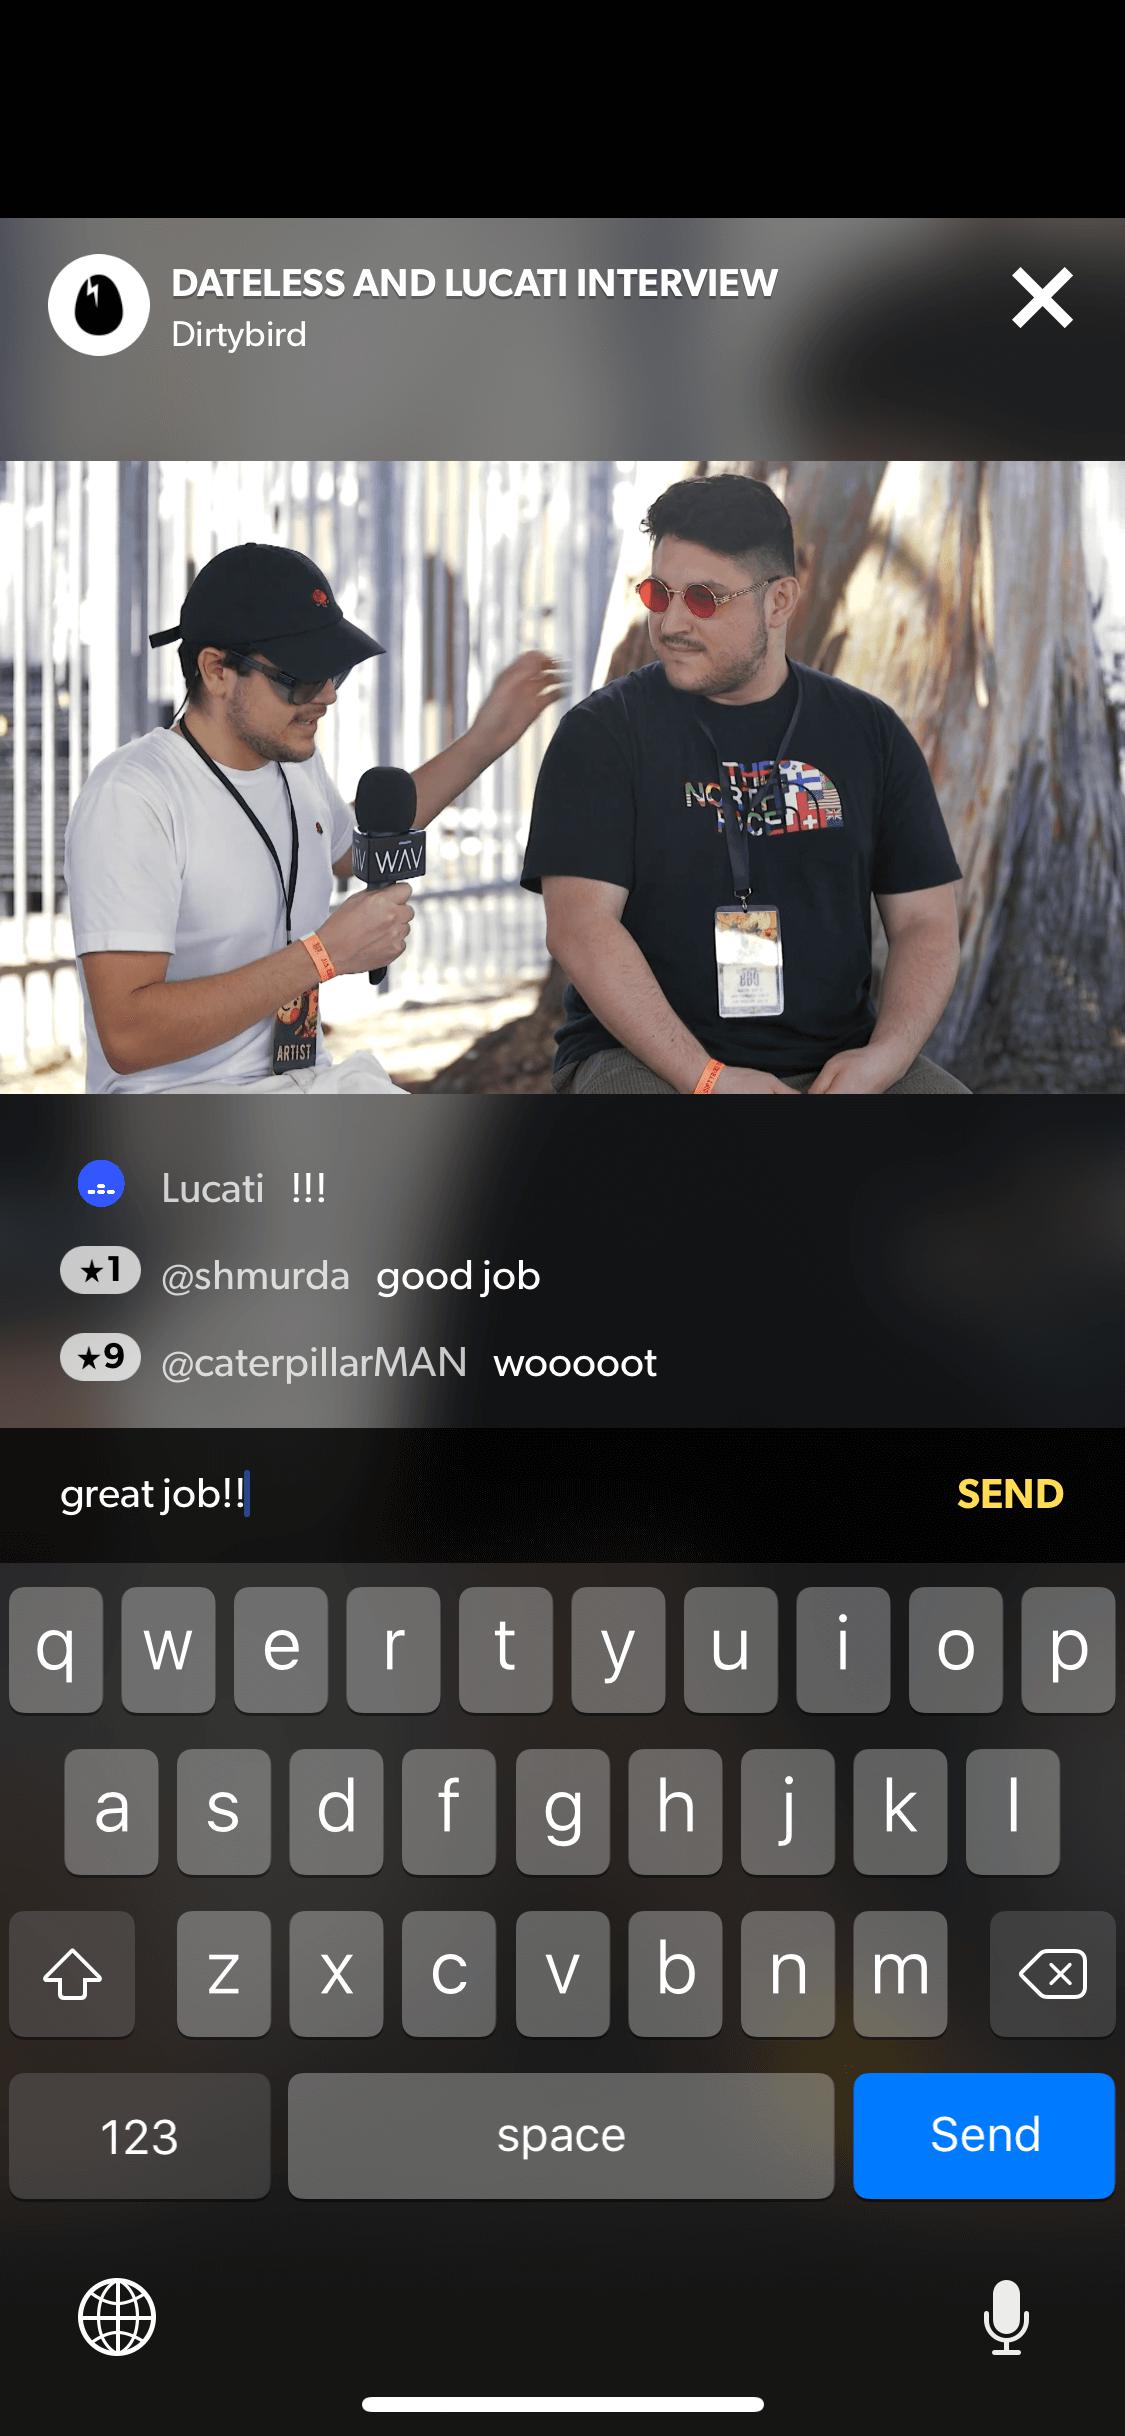 DATELESS AND LUCATI INTERVIEW
Dirtybird
THE
NORTH
FACE
WAV
ARTIST
Lucati !!!
★1 @shmurda good job
★9 @caterpillarMAN wooooot
great job!! SEND
q w e r t y u i o p
a s d f g h j k l
z x c v b n m
123 space Send